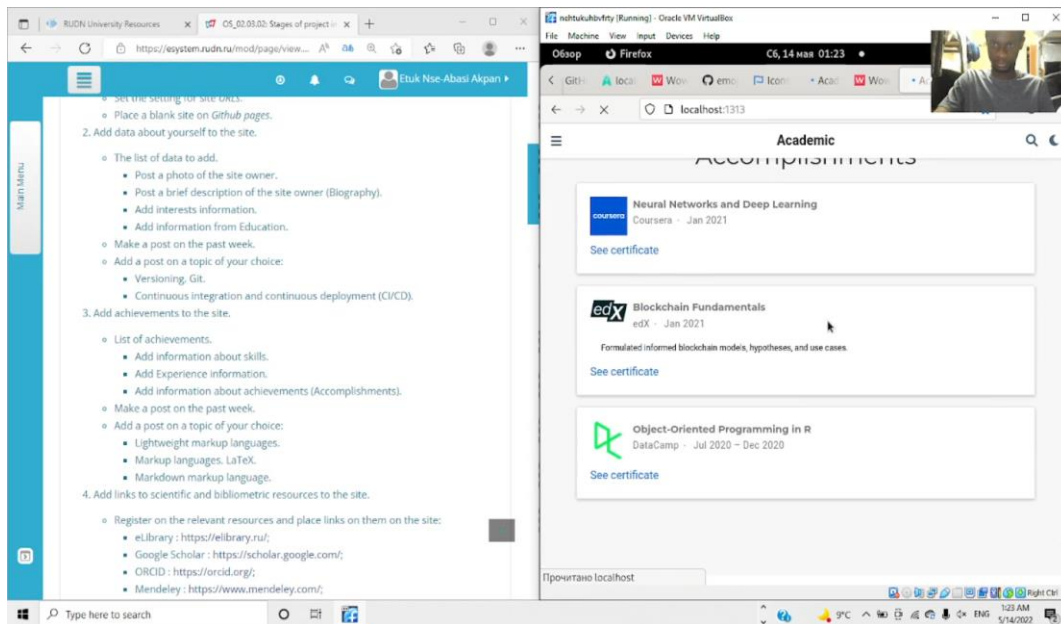 RUDN University Resources
OS_02.03.02: Stages of project in
https://esystem.rudn.ru/mod/page/view...
Etuk Nse-Abasi Akpan
Main Menu
Set the setting for site URLs.
Place a blank site on Github pages.
2. Add data about yourself to the site.
The list of data to add.
Post a photo of the site owner.
Post a brief description of the site owner (Biography).
Add interests information.
Add information from Education.
Make a post on the past week.
Add a post on a topic of your choice:
Versioning. Git.
Continuous integration and continuous deployment (CI/CD).
3. Add achievements to the site.
List of achievements.
Add information about skills.
Add Experience information.
Add information about achievements (Accomplishments).
Make a post on the past week.
Add a post on a topic of your choice:
Lightweight markup languages.
Markup languages. LaTeX.
Markdown markup language.
4. Add links to scientific and bibliometric resources to the site.
Register on the relevant resources and place links on them on the site:
eLibrary : https://elibrary.ru/;
Google Scholar : https://scholar.google.com/;
ORCID : https://orcid.org/;
Mendeley : https://www.mendeley.com/;
nehtukuhbvfrty [Running] - Oracle VM VirtualBox
File Machine View Input Devices Help
Обзор Firefox Сб, 14 мая 01:23
GitH local Wow emo Icons Acad Wow Ac
localhost:1313
Academic
Accomplishments
coursera
Neural Networks and Deep Learning
Coursera · Jan 2021
See certificate
edX
Blockchain Fundamentals
edX · Jan 2021
Formulated informed blockchain models, hypotheses, and use cases.
See certificate
Object-Oriented Programming in R
DataCamp · Jul 2020 – Dec 2020
See certificate
Прочитано localhost
Right Ctrl
Type here to search
9°C ENG 1:23 AM
5/14/2022